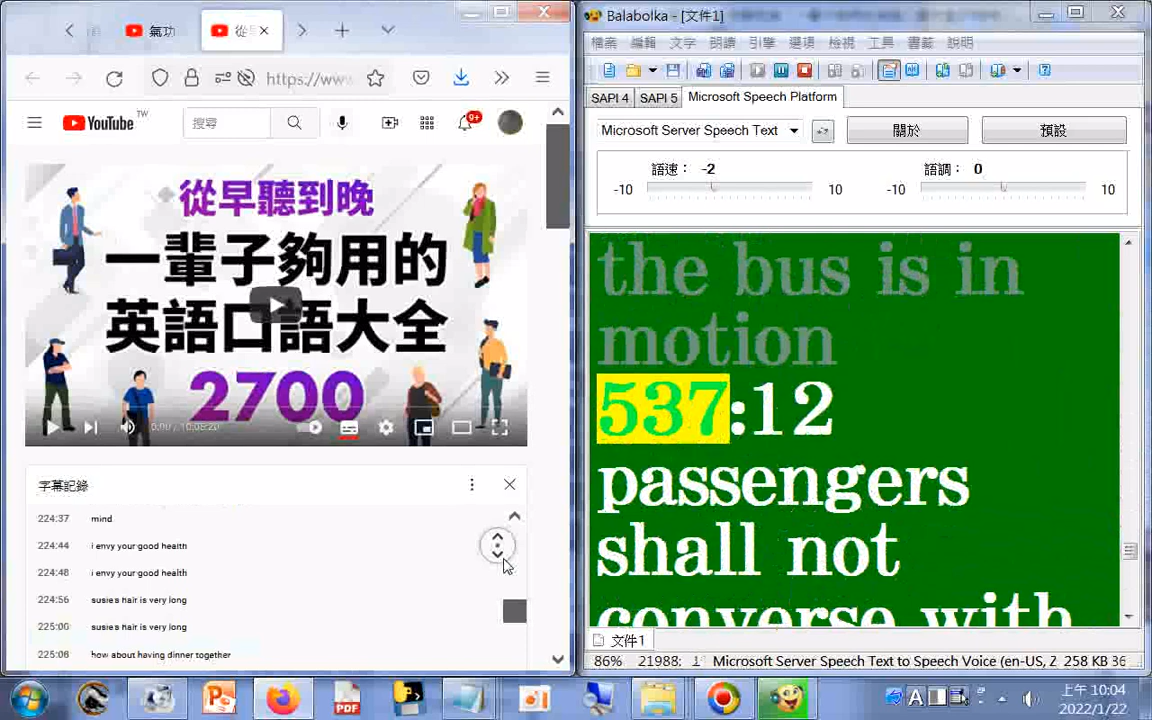 氣功
從
https://www
YouTube TW
搜尋
9+
從早聽到晚
一輩子夠用的
英語口語大全
2700
0:00 / 10:05:20
字幕記錄
224:37 mind
224:44 i envy your good health
224:48 i envy your good health
224:56 susie's hair is very long
225:00 susie's hair is very long
225:08 how about having dinner together
Balabolka - [文件1]
檔案 編輯 文字 朗讀 引擎 選項 檢視 工具 書籤 說明
SAPI 4 SAPI 5 Microsoft Speech Platform
Microsoft Server Speech Text
關於
預設
語速： -2
語調： 0
-10 10 -10 10
the bus is in
motion
537:12
passengers
shall not
converse with
文件1
86% 21988: 1 Microsoft Server Speech Text to Speech Voice (en-US, Z 258 KB 36
PDF
A
上午 10:04
2022/1/22